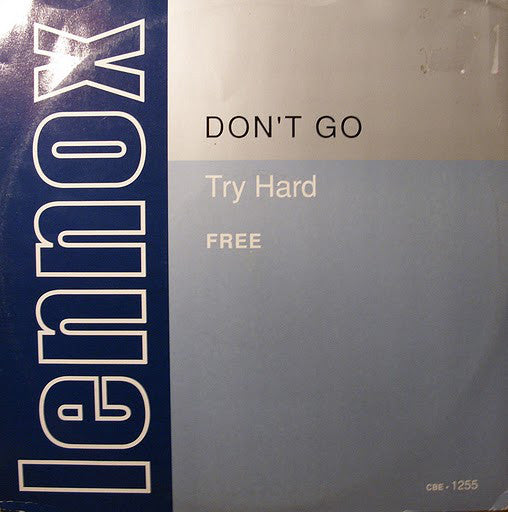 lennox
DON'T GO
Try Hard
FREE
CBE - 1255